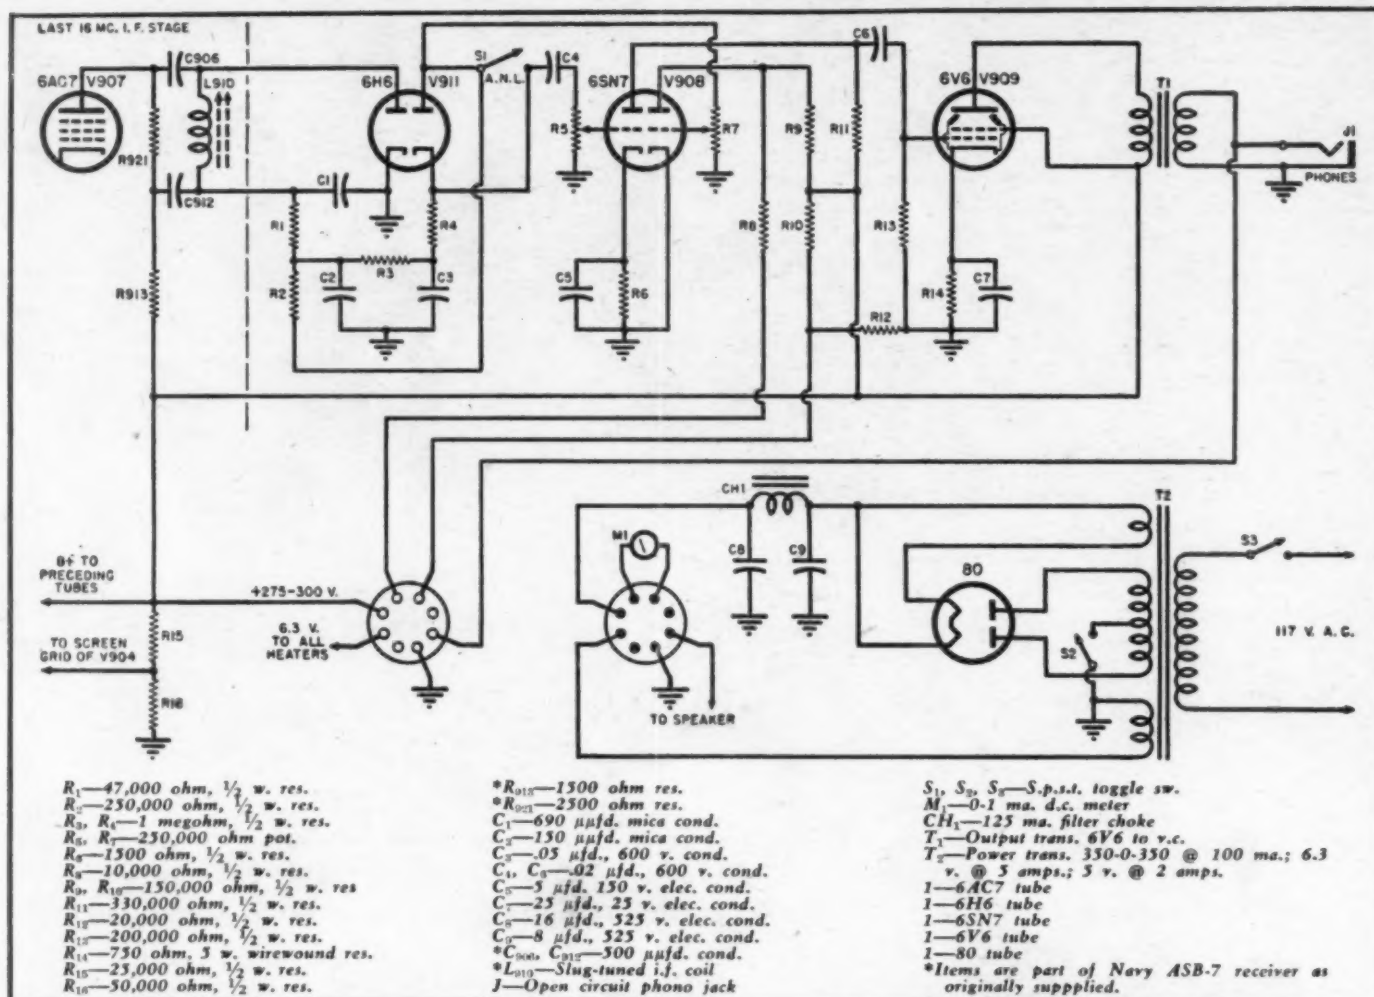 LAST 16 MC. I. F. STAGE
6AC7 V907
C906
L910
R921
C912
R913
6H6 V911
S1
A.N.L.
C4
C1
R1
R2
R3
R4
C2
C3
6SN7 V908
R5
R7
C5
R6
R8
R9
R10
R11
C6
R13
R12
6V6 V909
R14
C7
T1
J1
PHONES
B+ TO
PRECEDING
TUBES
+275-300 V.
6.3 V.
TO ALL
HEATERS
R15
TO SCREEN
GRID OF V904
R16
M1
TO SPEAKER
CH1
C8
C9
80
S2
T2
S3
117 V. A.C.
R₁—47,000 ohm, ½ w. res.
R₂—250,000 ohm, ½ w. res.
R₃, R₄—1 megohm, ½ w. res.
R₅, R₇—250,000 ohm pot.
R₆—1500 ohm, ½ w. res.
R₈—10,000 ohm, ½ w. res.
R₉, R₁₀—150,000 ohm, ½ w. res
R₁₁—330,000 ohm, ½ w. res.
R₁₂—20,000 ohm, ½ w. res.
R₁₃—200,000 ohm, ½ w. res.
R₁₄—750 ohm, 5 w. wirewound res.
R₁₅—25,000 ohm, ½ w. res.
R₁₆—50,000 ohm, ½ w. res.
*R₉₁₃—1500 ohm res.
*R₉₂₁—2500 ohm res.
C₁—690 μμfd. mica cond.
C₂—150 μμfd. mica cond.
C₃—.05 μfd., 600 v. cond.
C₄, C₆—.02 μfd., 600 v. cond.
C₅—5 μfd. 150 v. elec. cond.
C₇—25 μfd., 25 v. elec. cond.
C₈—16 μfd., 525 v. elec. cond.
C₉—8 μfd., 525 v. elec. cond.
*C₉₀₆, C₉₁₂—500 μμfd. cond.
*L₉₁₀—Slug-tuned i.f. coil
J—Open circuit phono jack
S₁, S₂, S₃—S.p.s.t. toggle sw.
M₁—0-1 ma. d.c. meter
CH₁—125 ma. filter choke
T₁—Output trans. 6V6 to v.c.
T₂—Power trans. 350-0-350 @ 100 ma.; 6.3
v. @ 5 amps.; 5 v. @ 2 amps.
1—6AC7 tube
1—6H6 tube
1—6SN7 tube
1—6V6 tube
1—80 tube
*Items are part of Navy ASB-7 receiver as
originally suppplied.